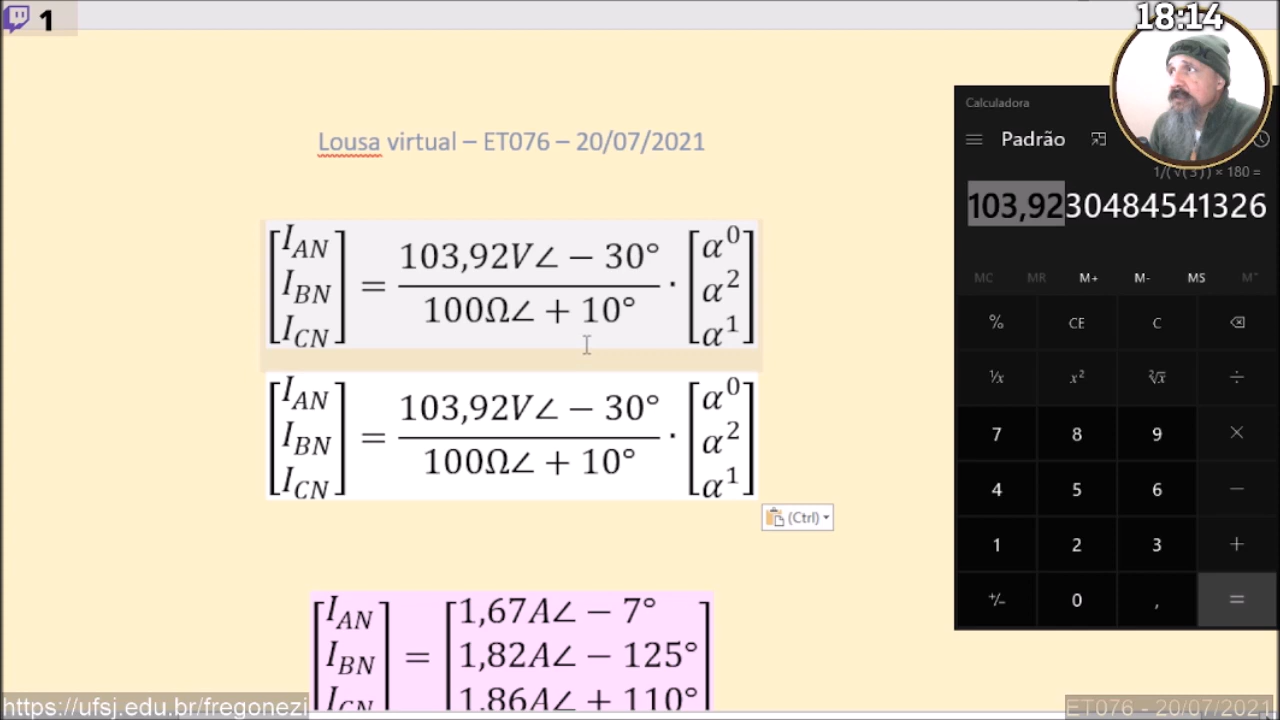 1
18:14
Lousa virtual – ET076 – 20/07/2021
Calculadora
Padrão
1/(√(3)) × 180 =
103,9230484541326
MC MR M+ M- MS M˅
% CE C ⌫
¹/x x² ²√x ÷
7 8 9 ×
4 5 6 −
1 2 3 +
+/− 0 , =
[I_AN; I_BN; I_CN] = (103,92V∠ − 30°)/(100Ω∠ + 10°) · [α⁰; α²; α¹]
[I_AN; I_BN; I_CN] = (103,92V∠ − 30°)/(100Ω∠ + 10°) · [α⁰; α²; α¹]
(Ctrl)
[I_AN; I_BN; I_CN] = [1,67A∠ − 7°; 1,82A∠ − 125°; 1,86A∠ + 110°]
https://ufsj.edu.br/fregonezi
ET076 - 20/07/2021